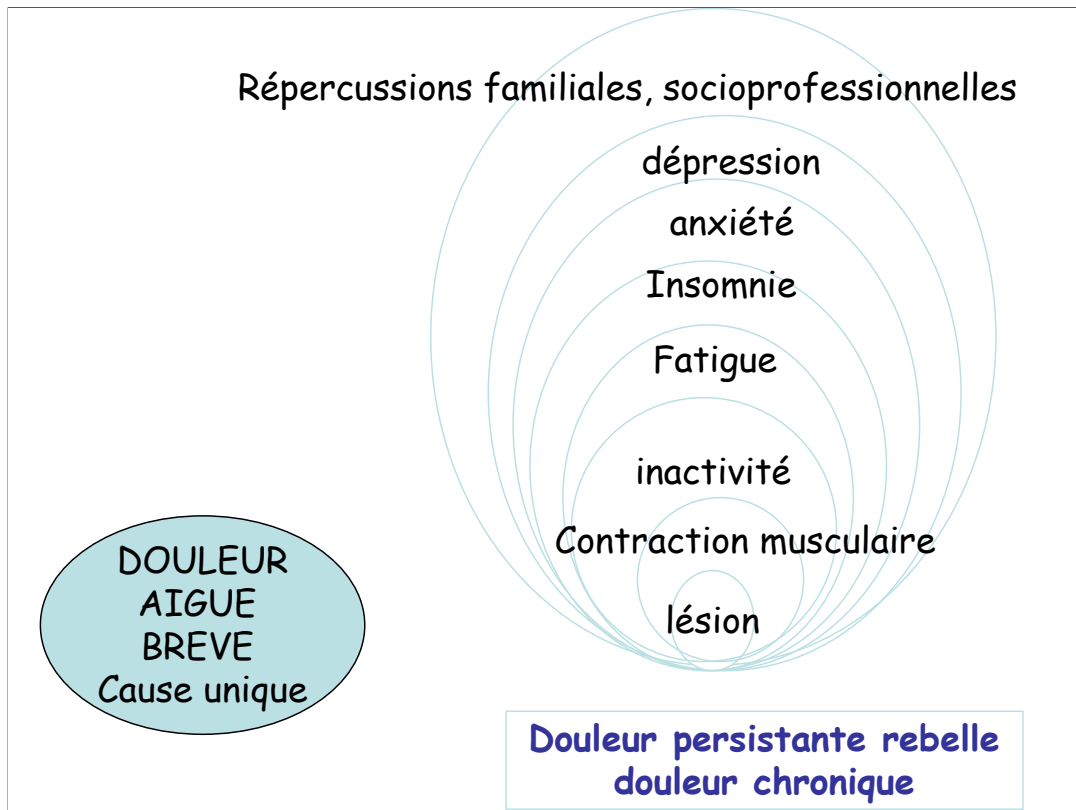 Répercussions familiales, socioprofessionnelles
dépression
anxiété
Insomnie
Fatigue
inactivité
Contraction musculaire
lésion
DOULEUR
AIGUE
BREVE
Cause unique
Douleur persistante rebelle
douleur chronique